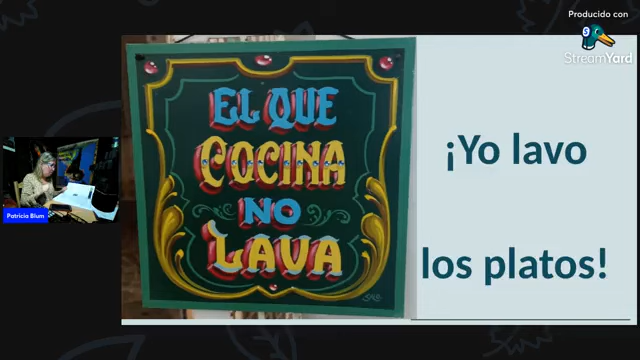 Producido con
StreamYard
EL QUE
COCINA
NO
LAVA
¡Yo lavo
los platos!
Patricia Blum